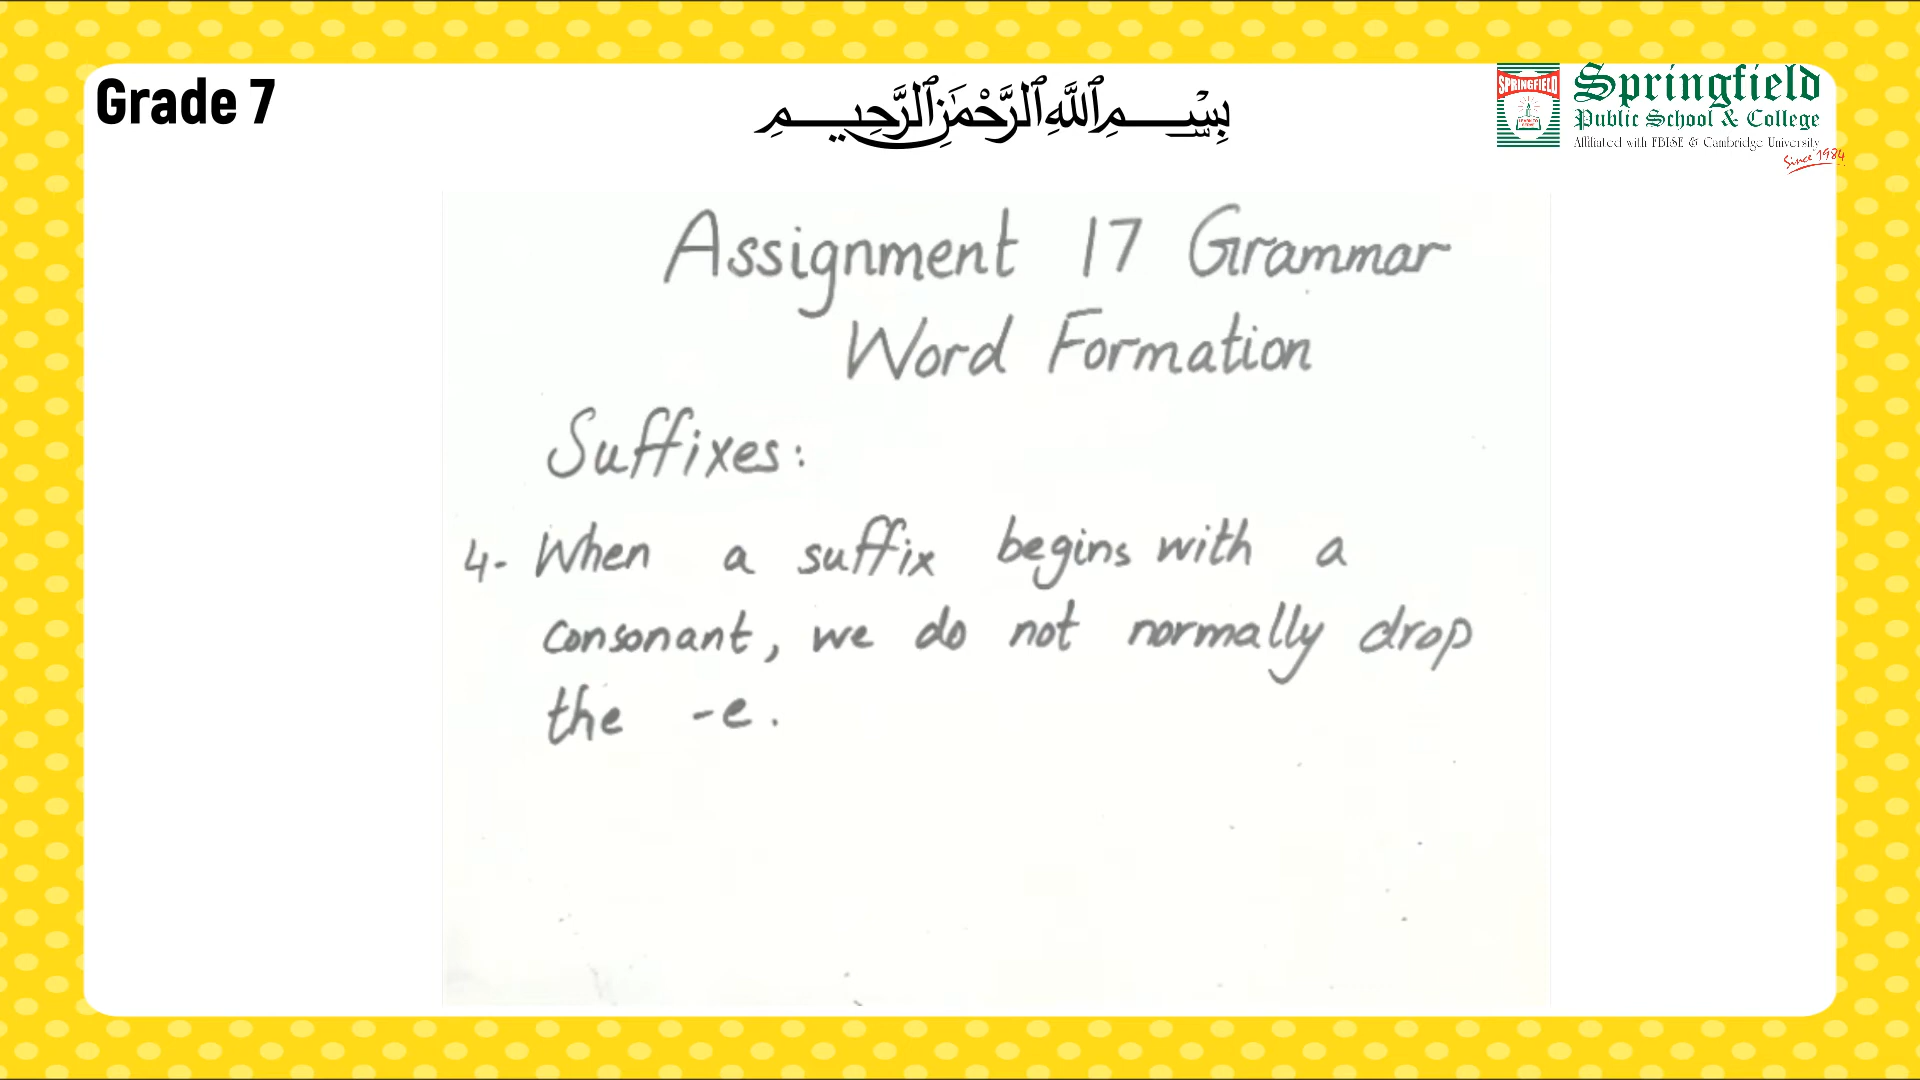 Grade 7
بِسْمِ ٱللَّهِ ٱلرَّحْمَٰنِ ٱلرَّحِيمِ
SPRINGFIELD
Springfield
Public School & College
Affiliated with FBISE & Cambridge University
Since 1984
Assignment 17 Grammar
Word Formation
Suffixes:
4- When a suffix begins with a
consonant, we do not normally drop
the -e.